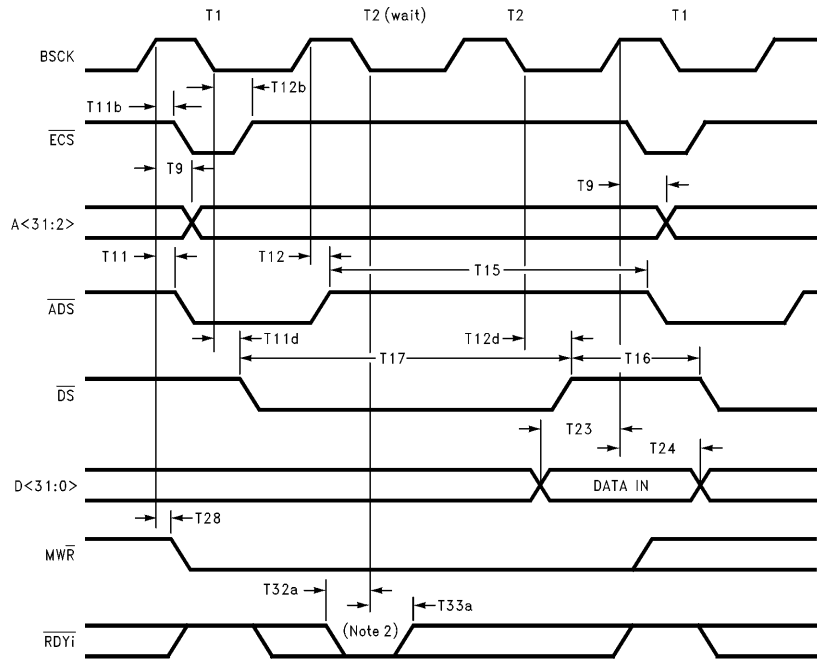 T1 T2 (wait) T2 T1
BSCK
T12b
T11b
ECS
T9 T9
A<31:2>
T11 T12 T15
ADS
T11d T12d
T17 T16
DS
T23
T24
D<31:0> DATA IN
T28
MWR
T32a T33a
(Note 2)
RDYi